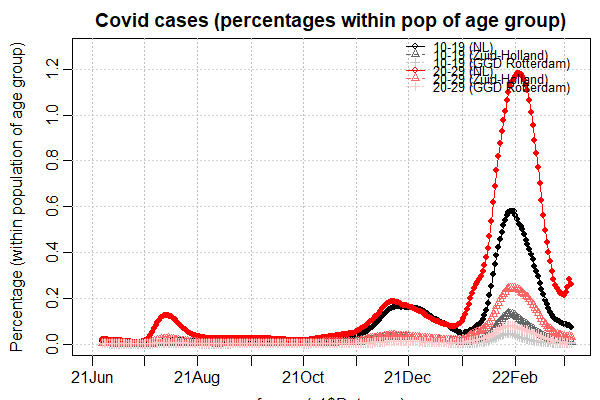 Covid cases (percentages within pop of age group)
Percentage (within population of age group)
1.2
1.0
0.8
0.6
0.4
0.2
0.0
10-19 (NL)
10-19 (Zuid-Holland)
10-19 (GGD Rotterdam)
20-29 (NL)
20-29 (Zuid-Holland)
20-29 (GGD Rotterdam)
21Jun 21Aug 21Oct 21Dec 22Feb